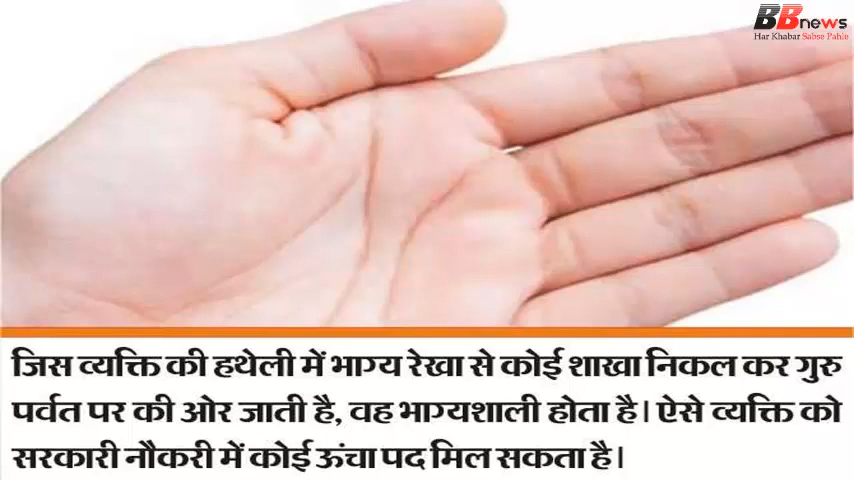 BBnews
Har Khabar Sabse Pahle
जिस व्यक्ति की हथेली में भाग्य रेखा से कोई शाखा निकल कर गुरु
पर्वत पर की ओर जाती है, वह भाग्यशाली होता है। ऐसे व्यक्ति को
सरकारी नौकरी में कोई ऊंचा पद मिल सकता है।